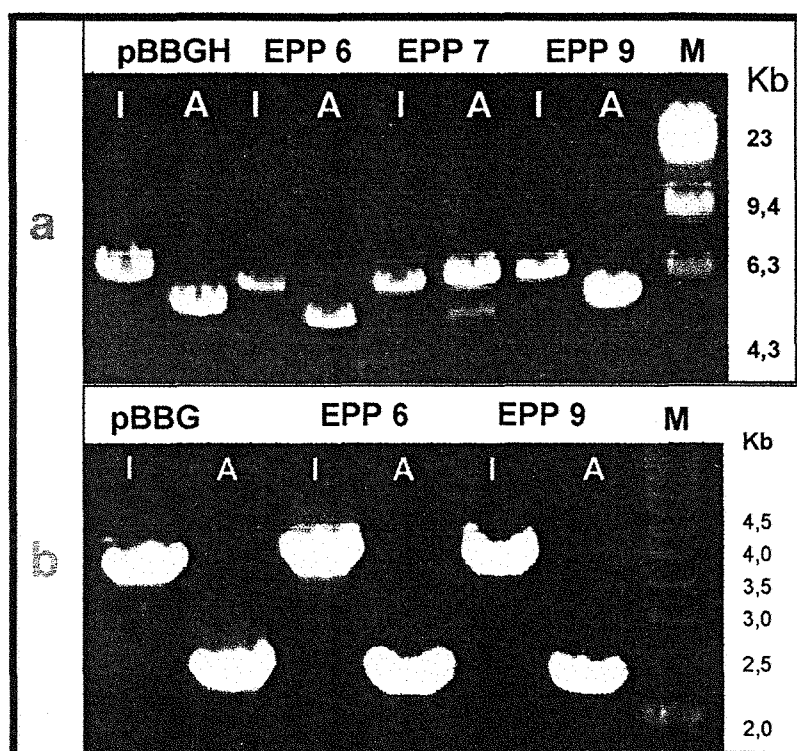 pBBGH EPP 6 EPP 7 EPP 9 M
Kb
I A I A I A I A
23
9,4
a
6,3
4,3
pBBG EPP 6 EPP 9 M
Kb
I A I A I A
4,5
4,0
b
3,5
3,0
2,5
2,0